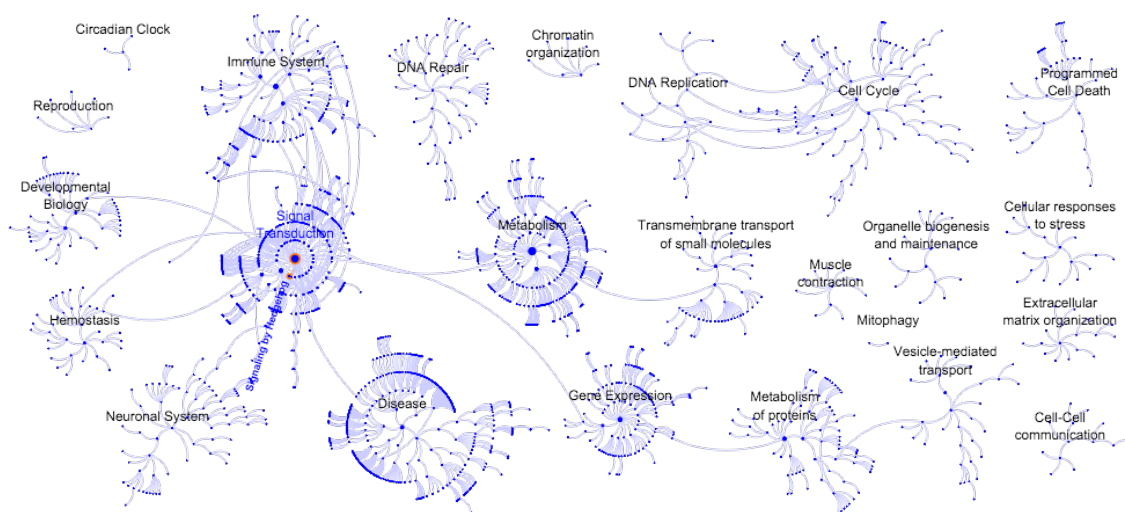 Circadian Clock
Immune System
DNA Repair
Chromatin
organization
DNA Replication
Cell Cycle
Programmed
Cell Death
Reproduction
Developmental
Biology
Signal
Transduction
Metabolism
Transmembrane transport
of small molecules
Organelle biogenesis
and maintenance
Cellular responses
to stress
Muscle
contraction
Hemostasis
Signaling by Hedgehog
Mitophagy
Extracellular
matrix organization
Vesicle-mediated
transport
Neuronal System
Disease
Gene Expression
Metabolism
of proteins
Cell-Cell
communication